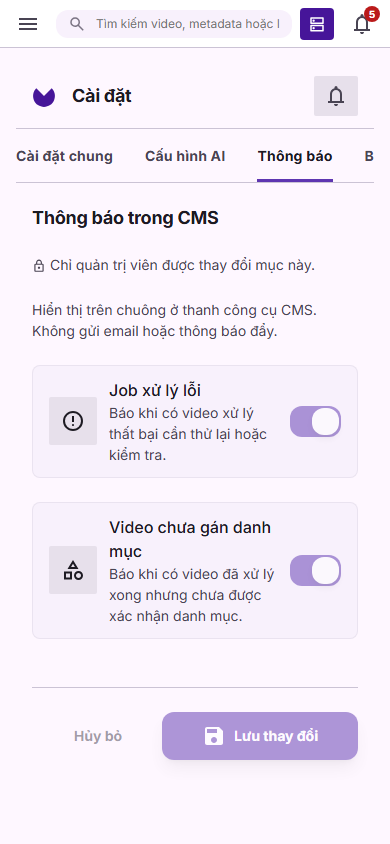 Tìm kiếm video, metadata hoặc l
5
Cài đặt
Cài đặt chung Cấu hình AI Thông báo B
Thông báo trong CMS
Chỉ quản trị viên được thay đổi mục này.
Hiển thị trên chuông ở thanh công cụ CMS.
Không gửi email hoặc thông báo đẩy.
Job xử lý lỗi
Báo khi có video xử lý
thất bại cần thử lại hoặc
kiểm tra.
Video chưa gán danh
mục
Báo khi có video đã xử lý
xong nhưng chưa được
xác nhận danh mục.
Hủy bỏ
Lưu thay đổi